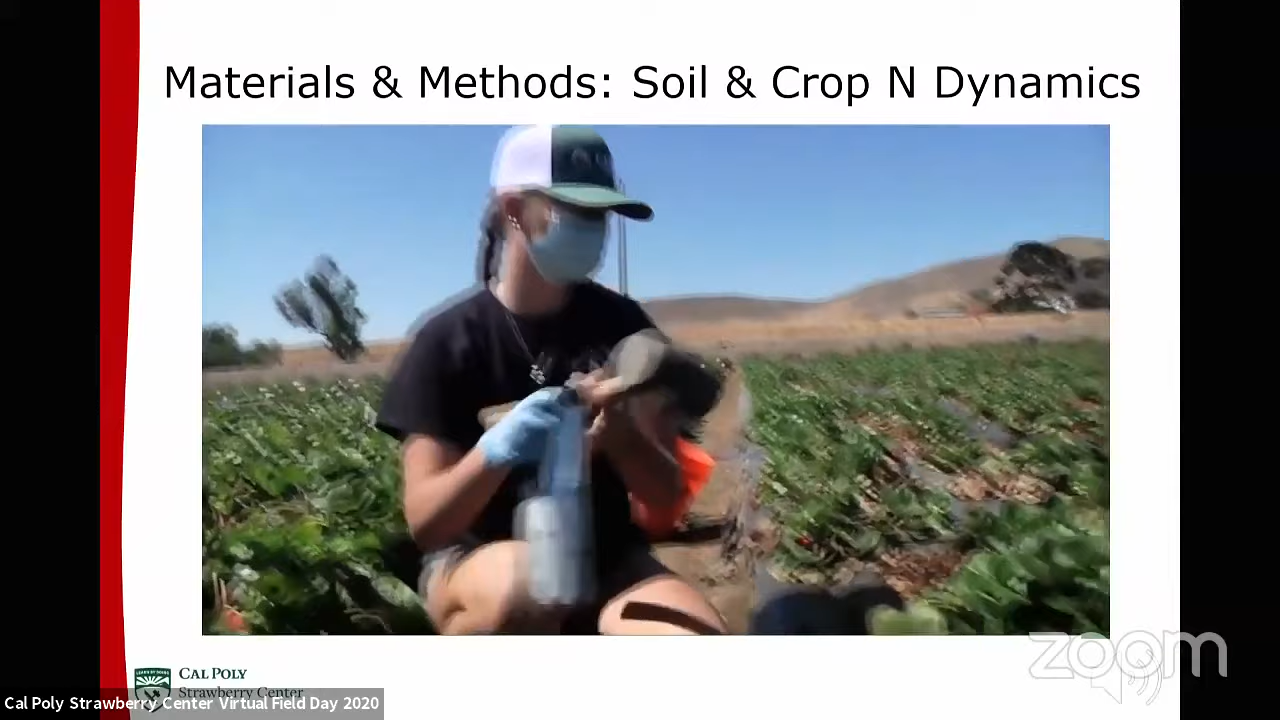 Materials & Methods: Soil & Crop N Dynamics
CAL POLY
Strawberry Center
Cal Poly Strawberry Center Virtual Field Day 2020
zoom